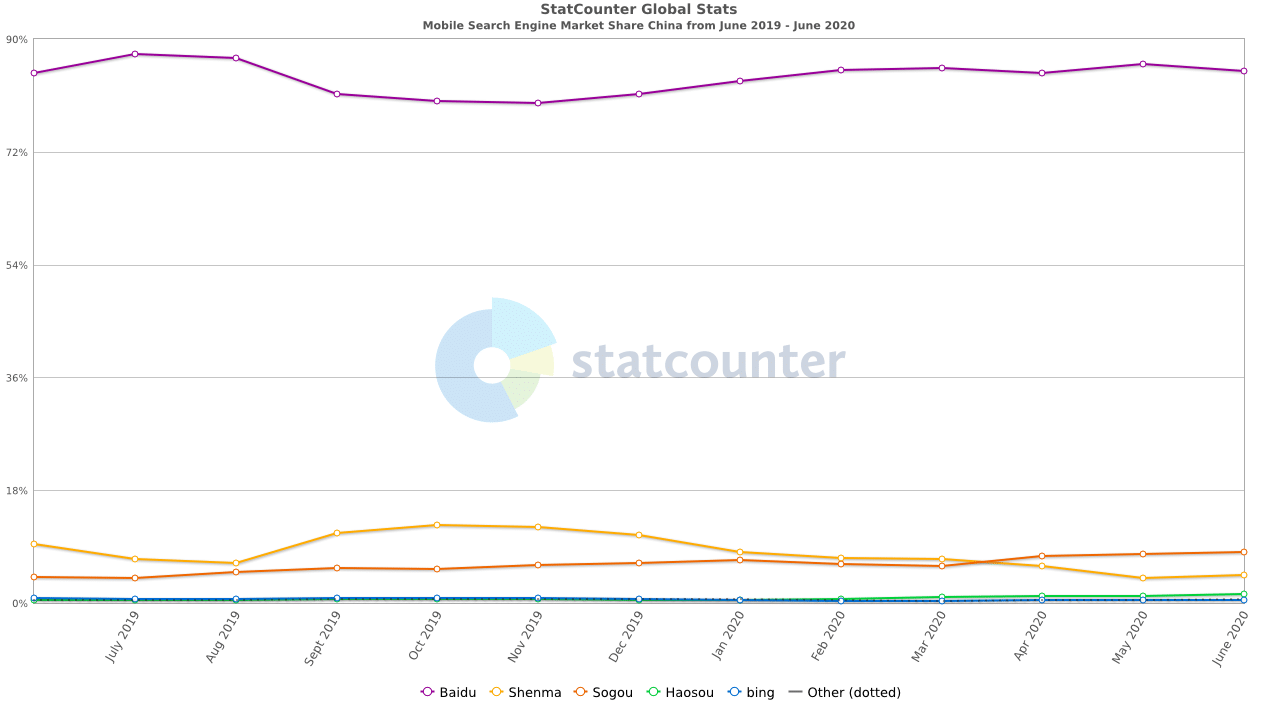 StatCounter Global Stats
Mobile Search Engine Market Share China from June 2019 - June 2020
90%
72%
54%
36%
18%
0%
statcounter
July 2019
Aug 2019
Sept 2019
Oct 2019
Nov 2019
Dec 2019
Jan 2020
Feb 2020
Mar 2020
Apr 2020
May 2020
June 2020
Baidu Shenma Sogou Haosou bing Other (dotted)